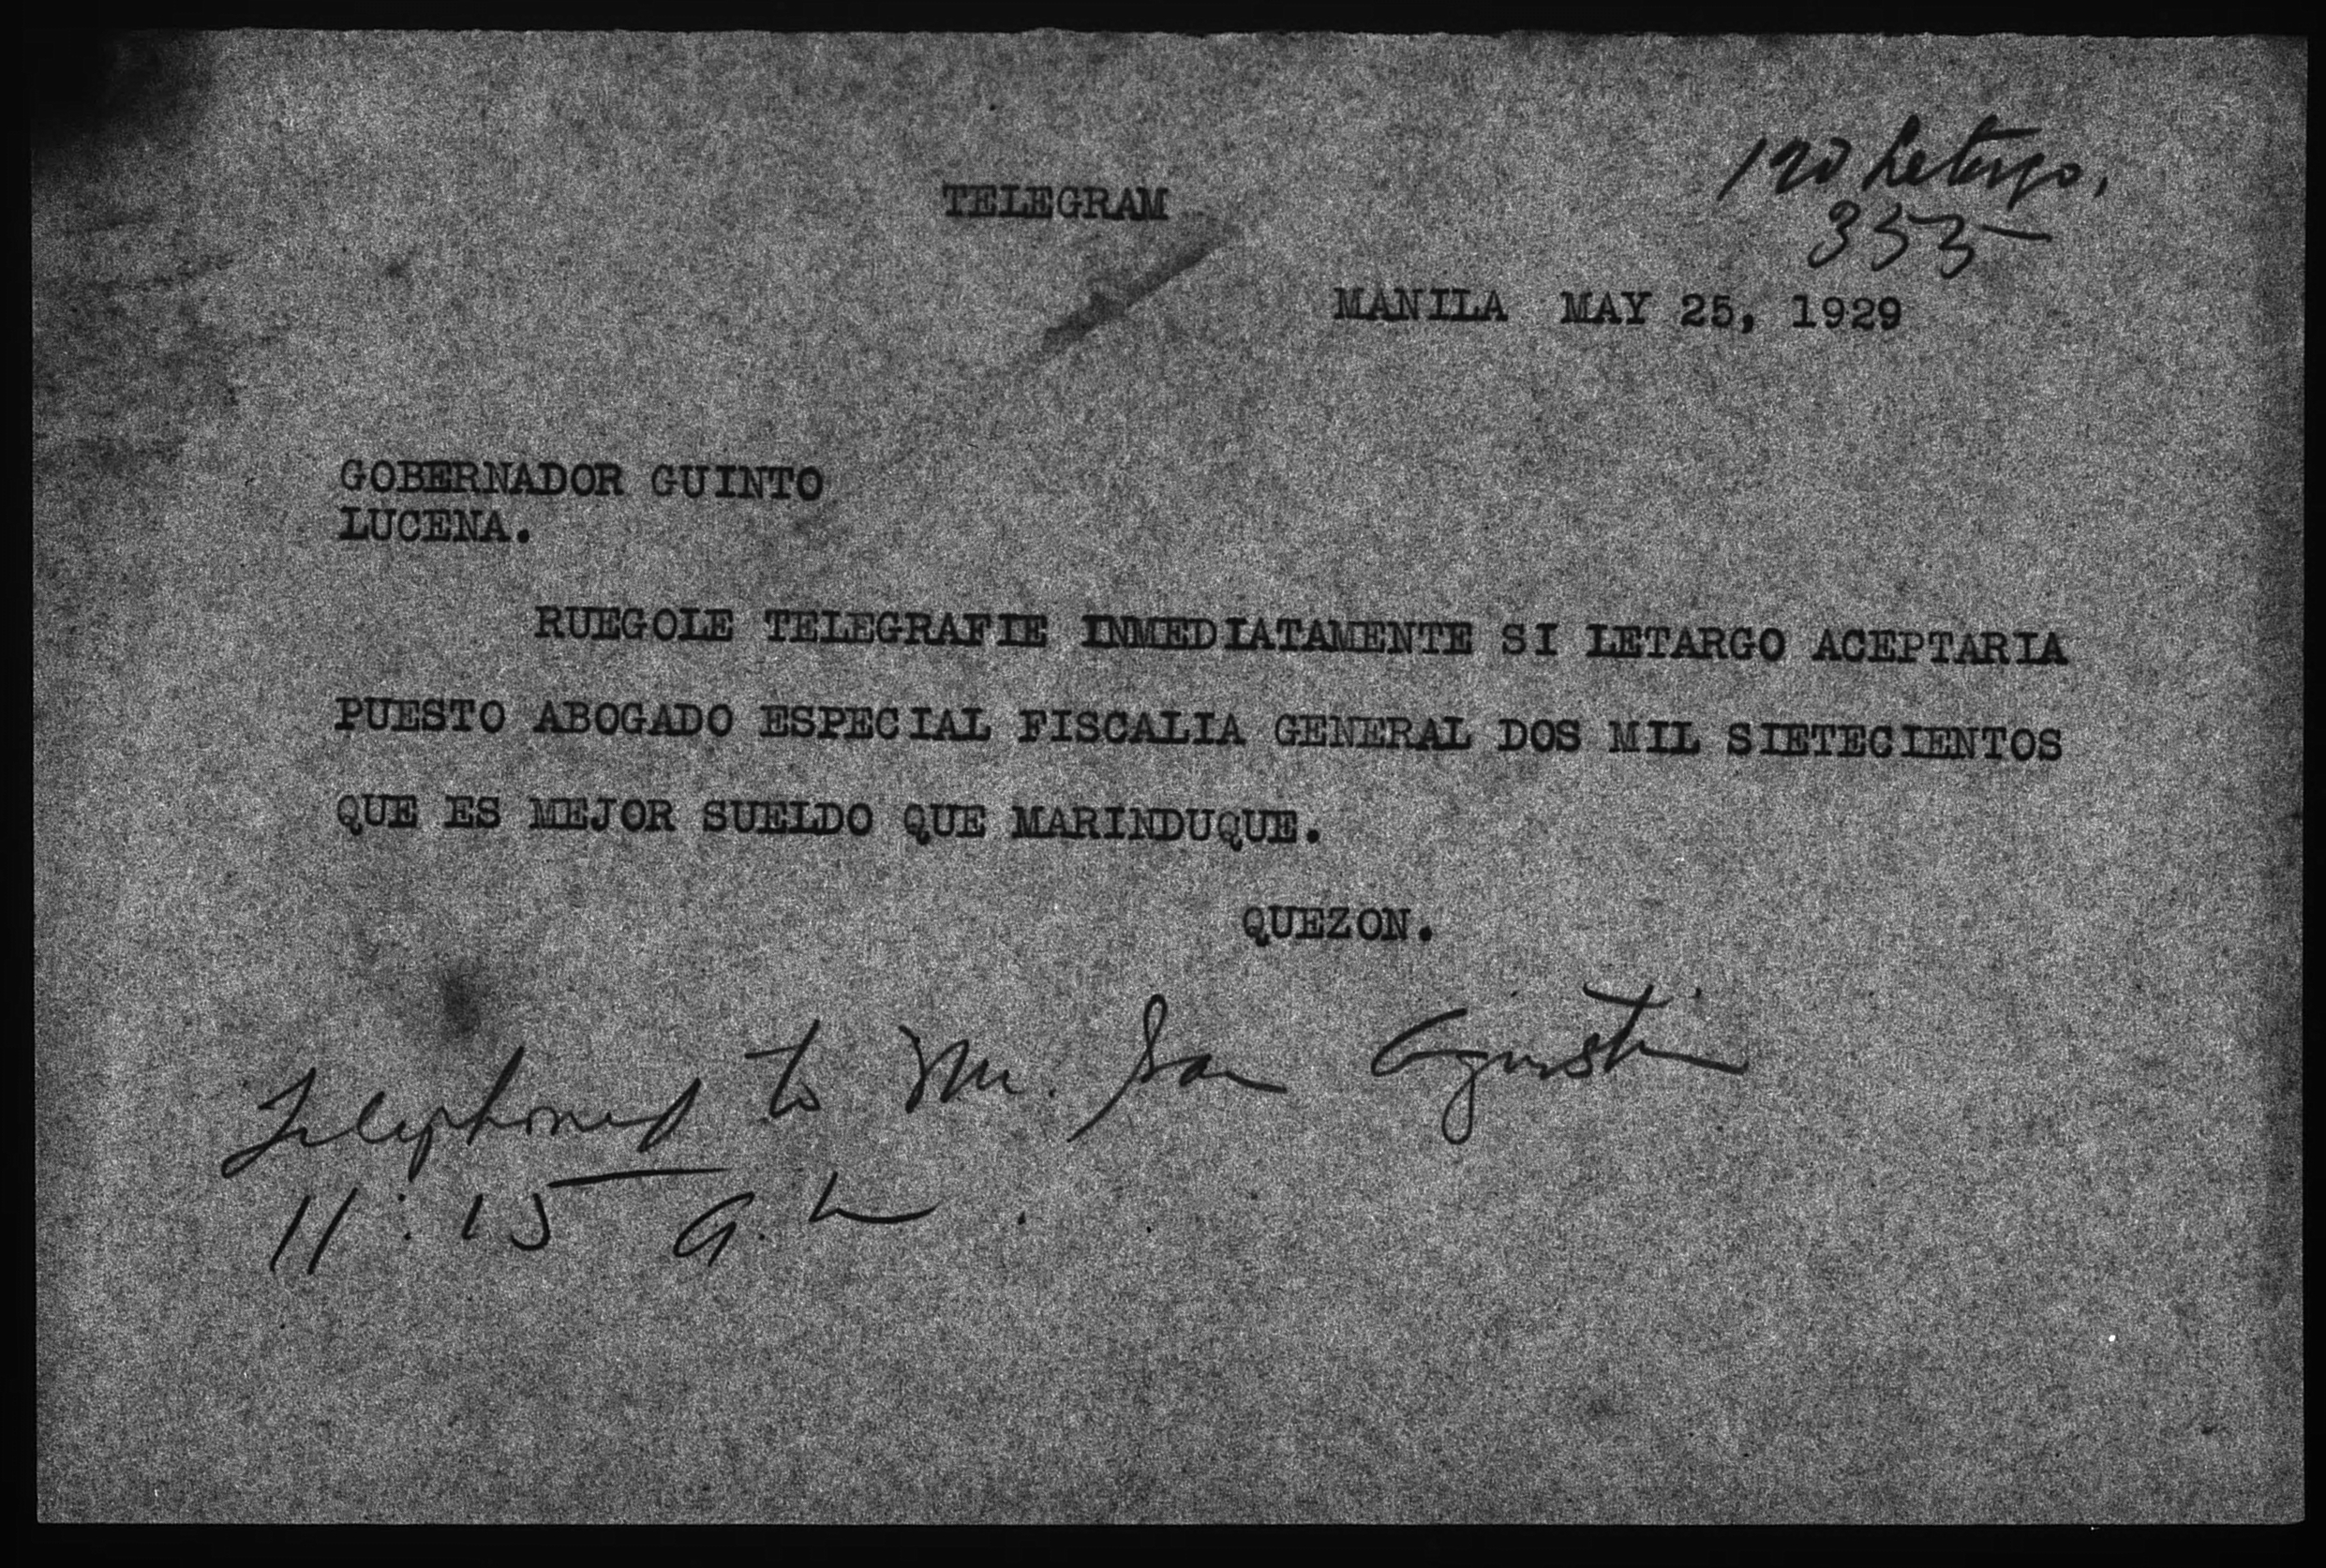 Letargo.
353
TELEGRAM
MANILA MAY 25, 1929
GOBERNADOR GUINTO
LUCENA.
RUEGOLE TELEGRAFIE INMEDIATAMENTE SI LETARGO ACEPTARIA
PUESTO ABOGADO ESPECIAL FISCALIA GENERAL DOS MIL SIETECIENTOS
QUE ES MEJOR SUELDO QUE MARINDUQUE.
QUEZON.
Telephoned to Mr. San Agustin
11:15 a.m.